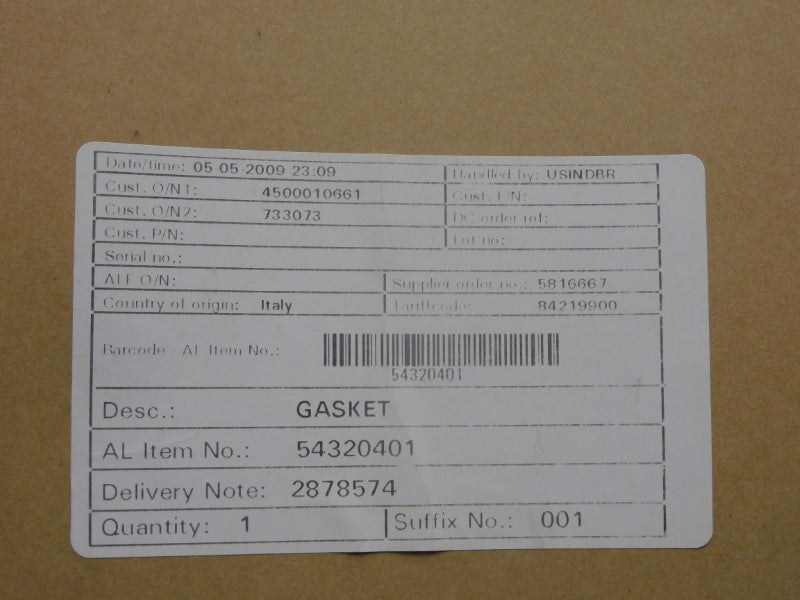 Date/time: 05-05-2009 23:09 Handled by: USINDBR
Cust. O/N1: 4500010661 Cust. I/N:
Cust. O/N2: 733073 DC order ref:
Cust. P/N: Lot no:
Serial no.:
ALF O/N: Supplier order no.: 5816667
Country of origin: Italy Tariffcode: 84219900
Barcode - AL Item No.:
54320401
Desc.: GASKET
AL Item No.: 54320401
Delivery Note: 2878574
Quantity: 1 Suffix No.: 001